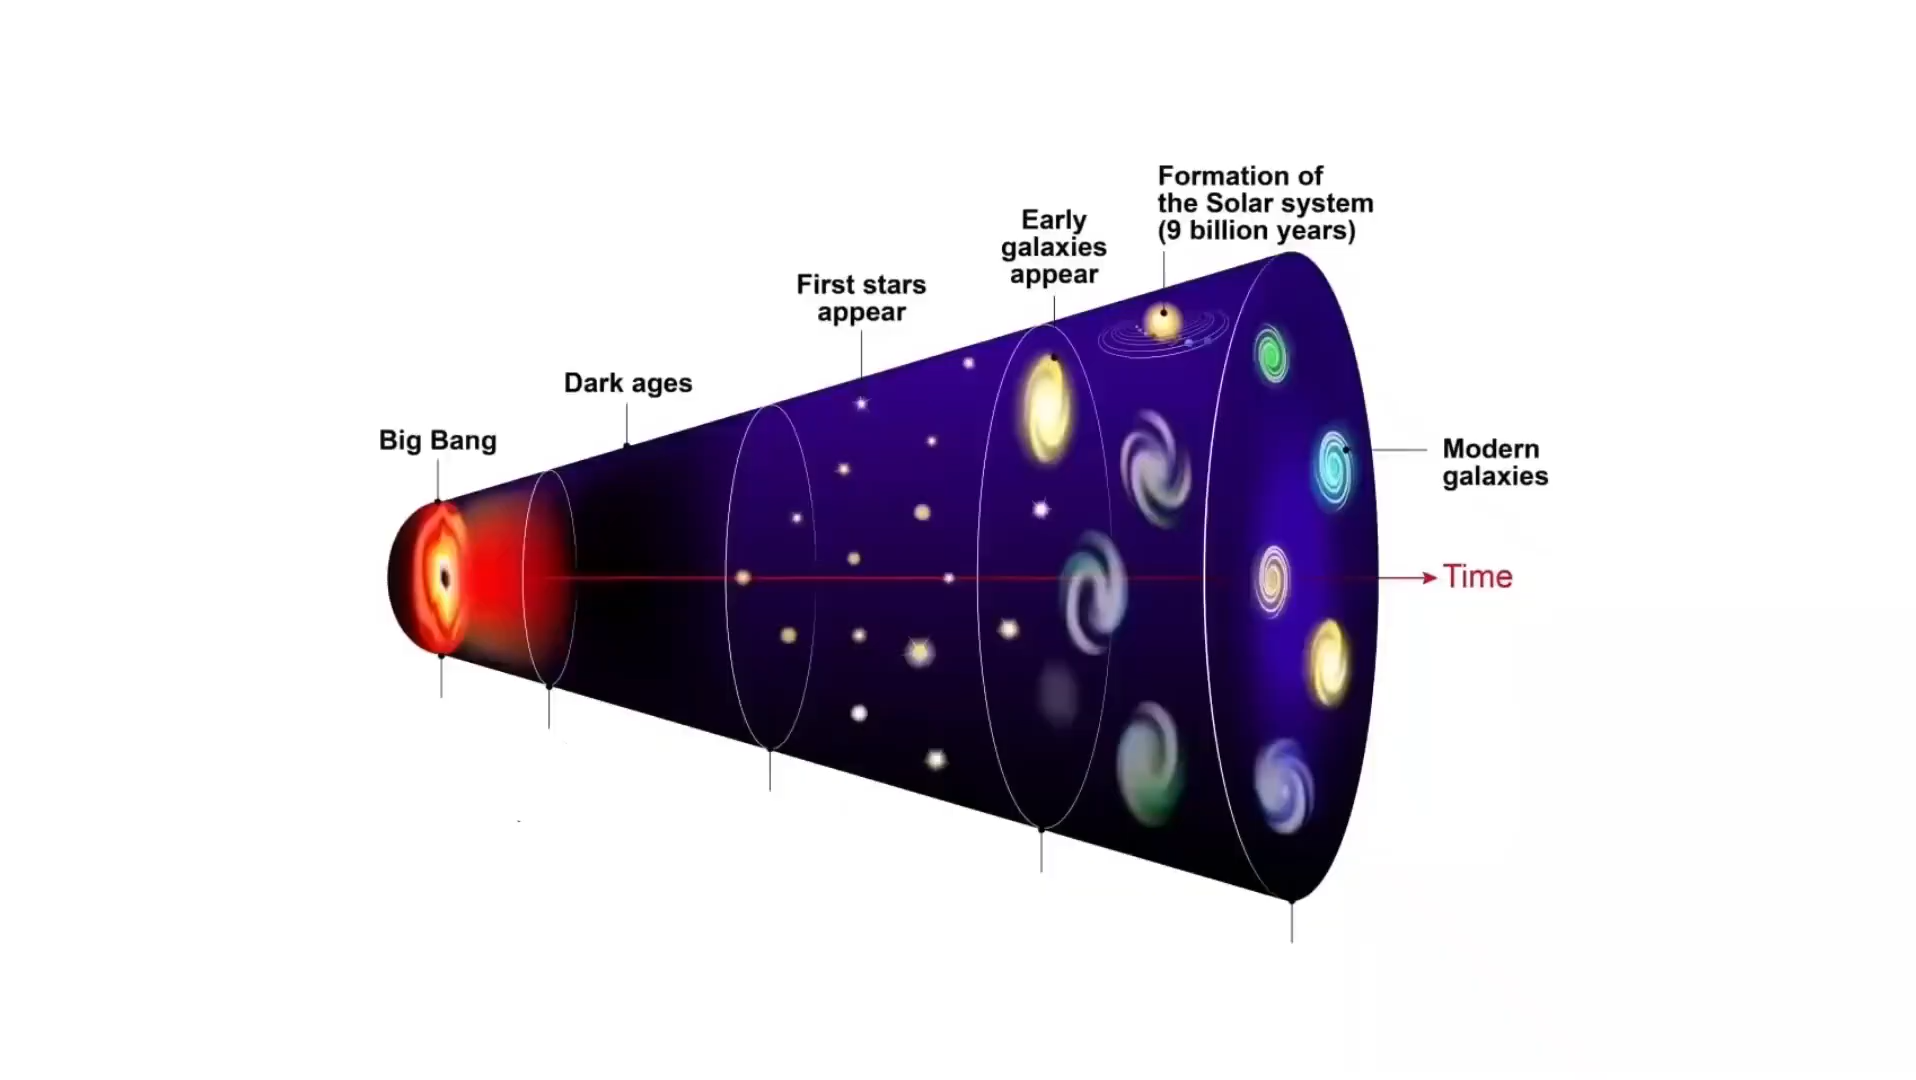 Formation of
the Solar system
(9 billion years)
Early
galaxies
appear
First stars
appear
Dark ages
Big Bang
Modern
galaxies
Time